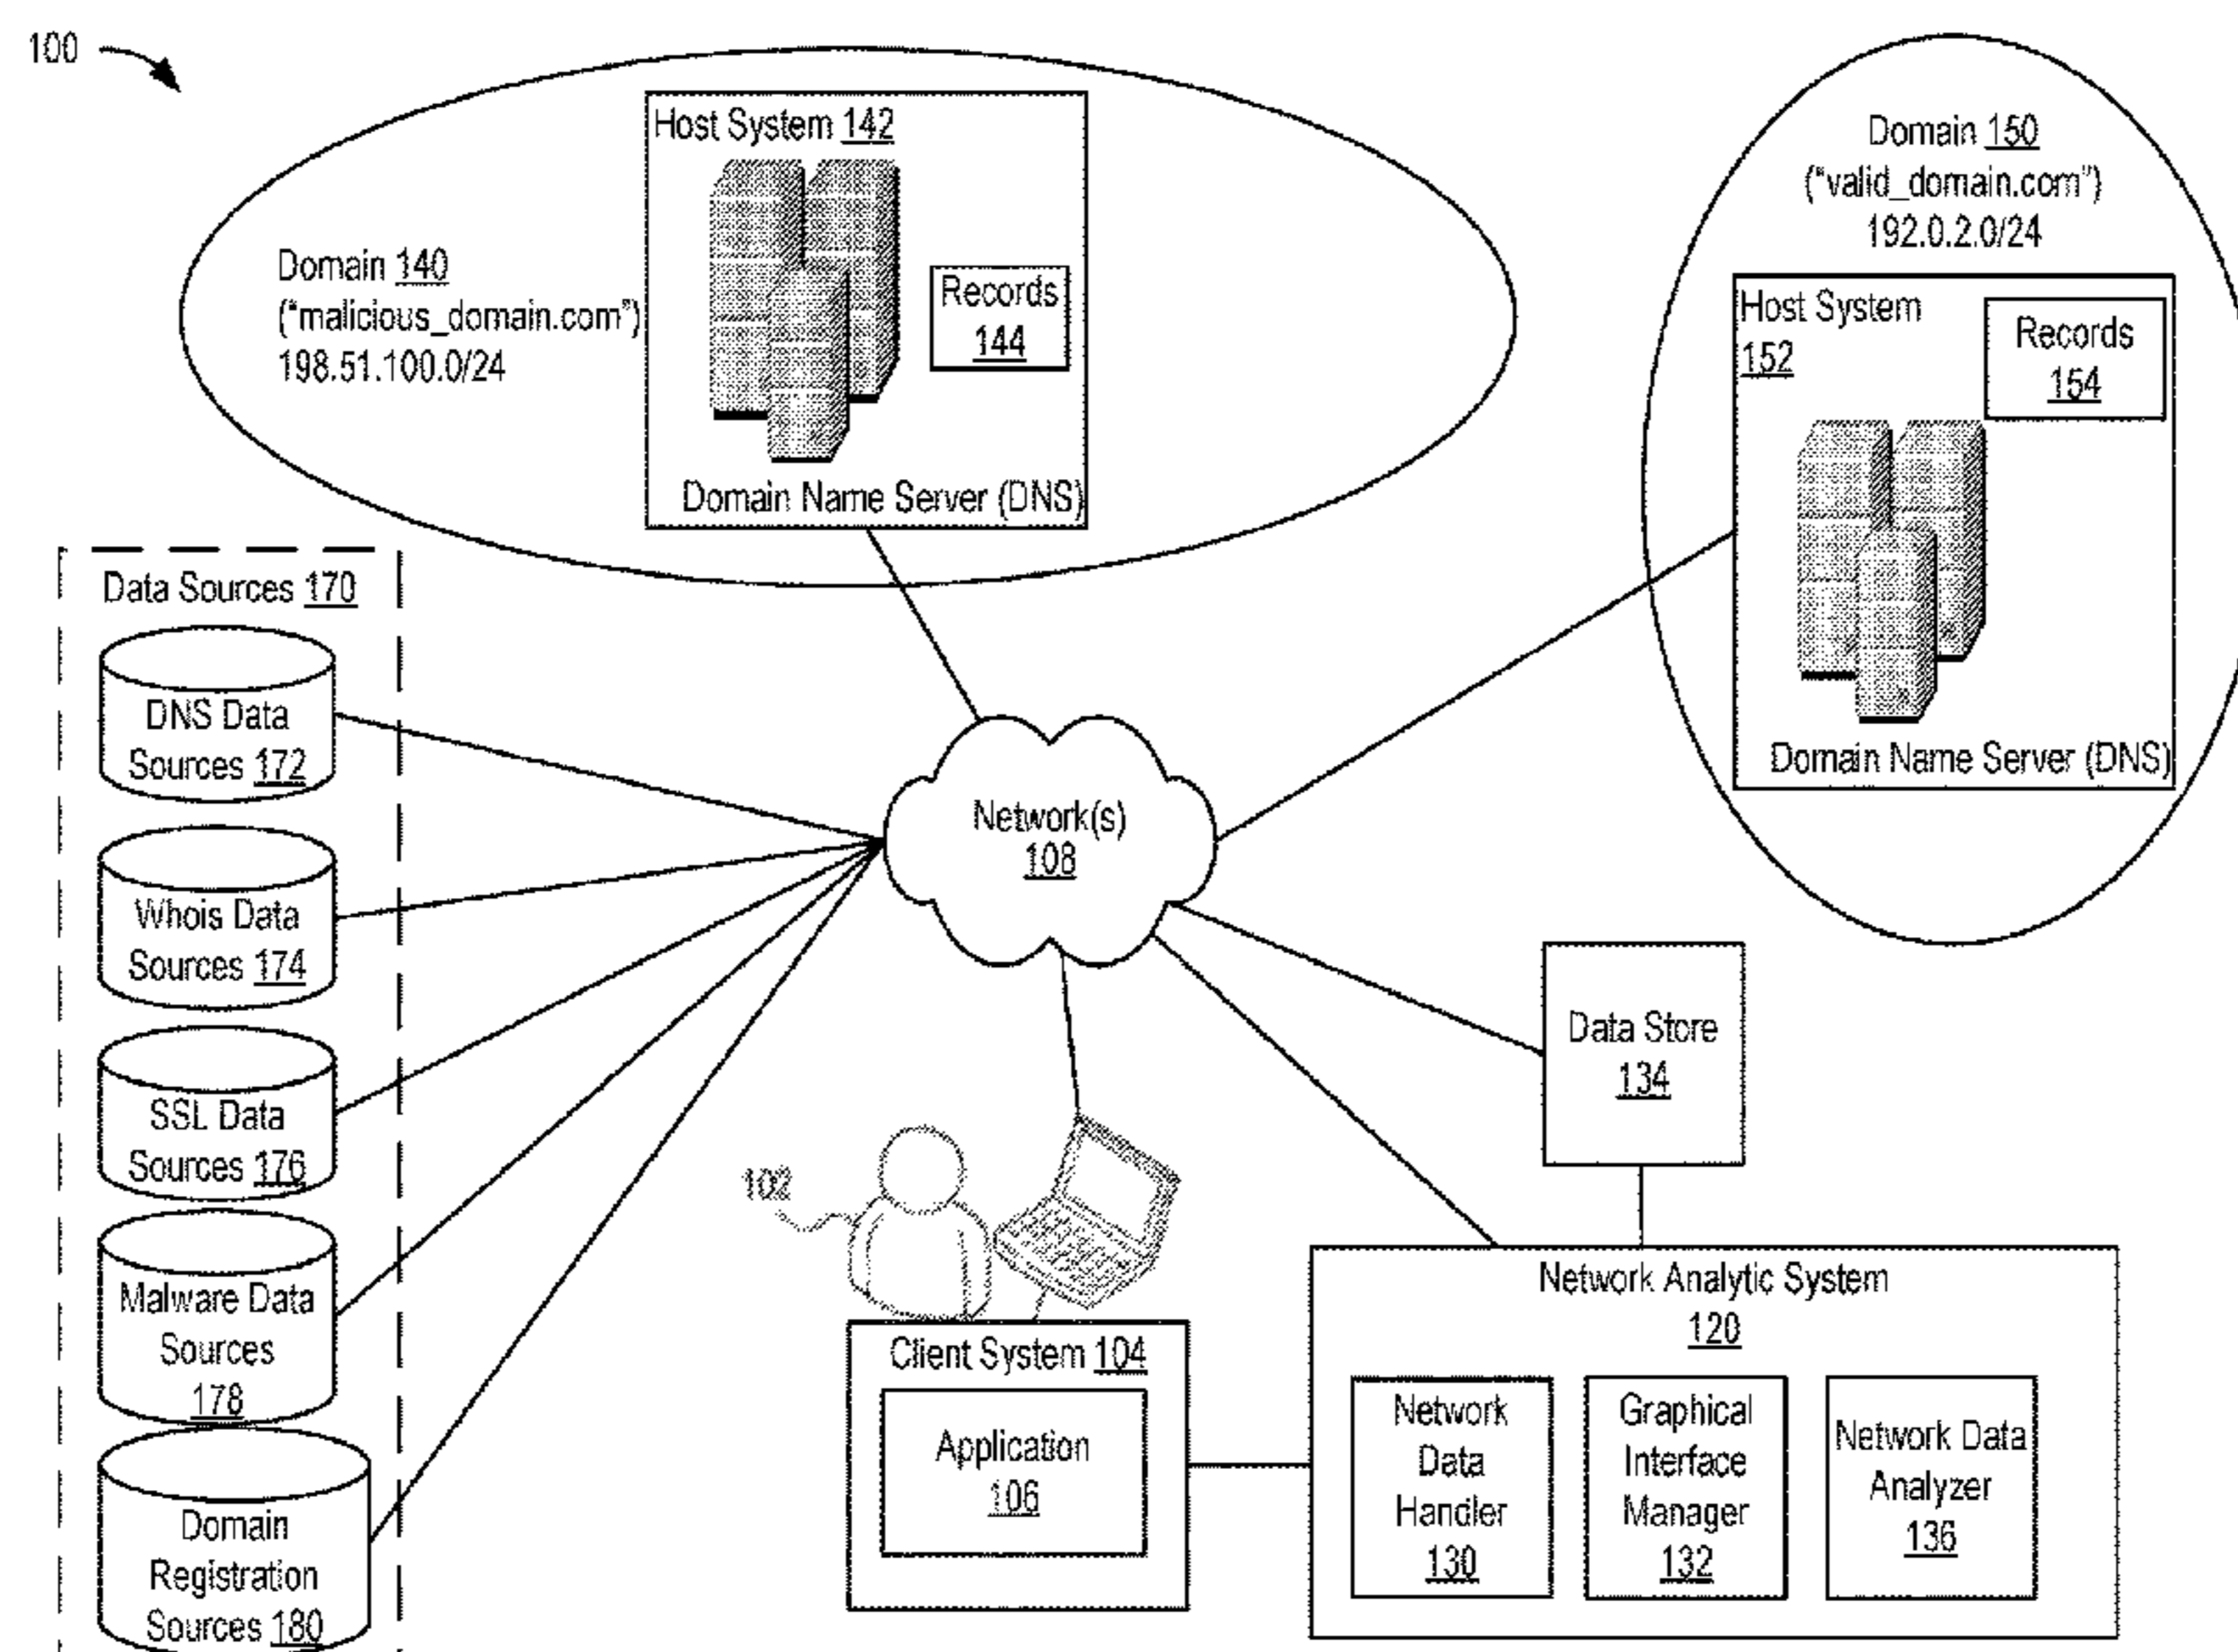 100
Host System 142
Domain 140
("malicious_domain.com")
198.51.100.0/24
Records
144
Domain Name Server (DNS)
Domain 150
("valid_domain.com")
192.0.2.0/24
Host System
152
Records
154
Domain Name Server (DNS)
Data Sources 170
DNS Data
Sources 172
Whois Data
Sources 174
SSL Data
Sources 176
Malware Data
Sources
178
Domain
Registration
Sources 180
Network(s)
108
Data Store
134
102
Client System 104
Application
106
Network Analytic System
120
Network
Data
Handler
130
Graphical
Interface
Manager
132
Network Data
Analyzer
136